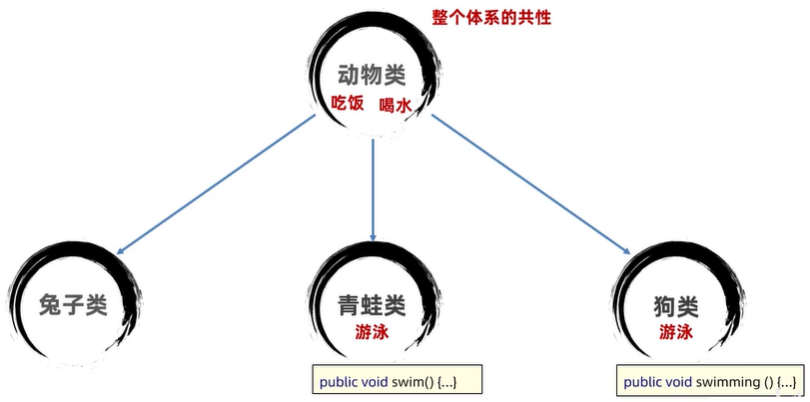 整个体系的共性
动物类
吃饭 喝水
兔子类
青蛙类
游泳
public void swim() {...}
狗类
游泳
public void swimming () {...}